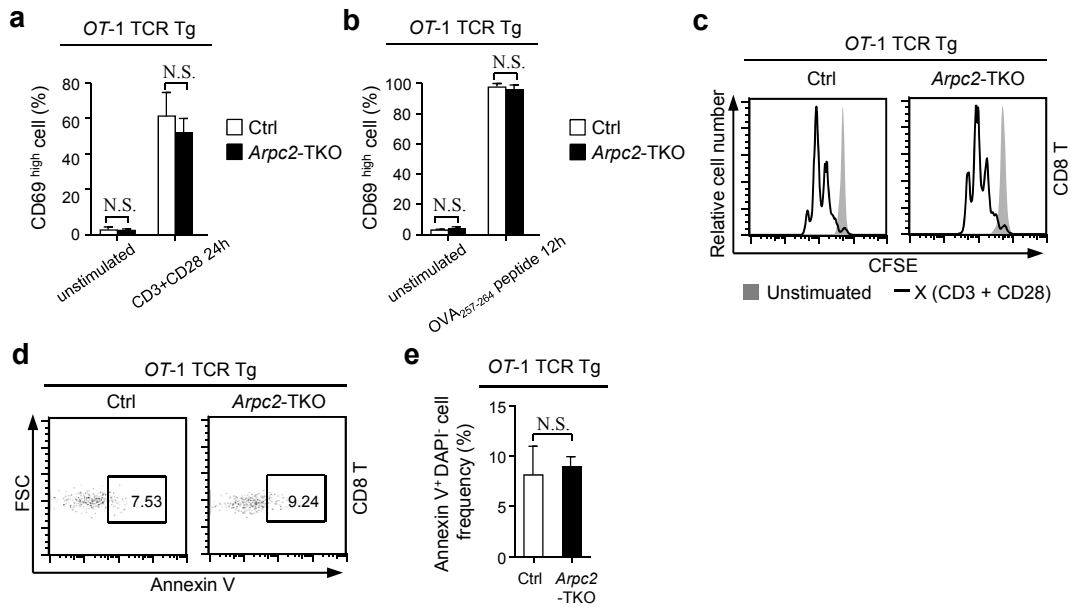 a
OT-1 TCR Tg
CD69 high cell (%)
80
60
40
20
0
N.S.
N.S.
unstimulated
CD3+CD28 24h
Ctrl
Arpc2-TKO
b
OT-1 TCR Tg
CD69 high cell (%)
100
80
60
40
20
0
N.S.
N.S.
unstimulated
OVA257-264 peptide 12h
Ctrl
Arpc2-TKO
c
OT-1 TCR Tg
Ctrl
Arpc2-TKO
Relative cell number
CD8 T
CFSE
Unstimuated
X (CD3 + CD28)
d
OT-1 TCR Tg
Ctrl
Arpc2-TKO
FSC
7.53
9.24
CD8 T
Annexin V
e
OT-1 TCR Tg
Annexin V+ DAPI- cell
frequency (%)
15
10
5
0
N.S.
Ctrl
Arpc2
-TKO